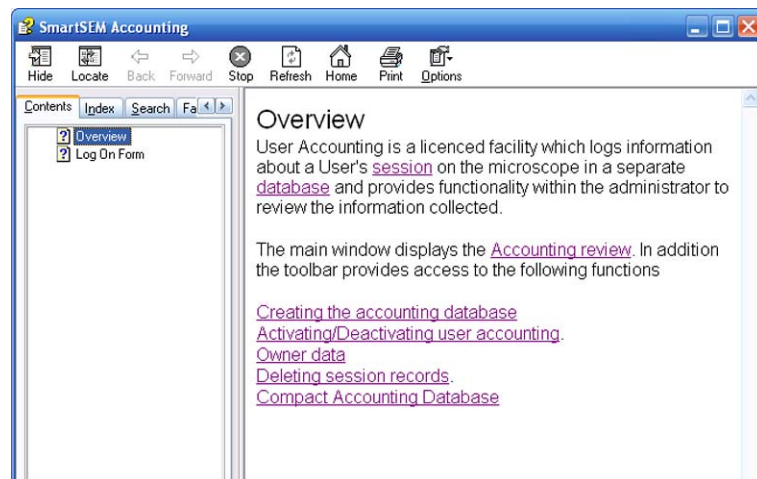 SmartSEM Accounting
Hide Locate Back Forward Stop Refresh Home Print Options
Contents Index Search Fa
Overview
Log On Form
Overview
User Accounting is a licenced facility which logs information
about a User's session on the microscope in a separate
database and provides functionality within the administrator to
review the information collected.
The main window displays the Accounting review. In addition
the toolbar provides access to the following functions
Creating the accounting database
Activating/Deactivating user accounting.
Owner data
Deleting session records.
Compact Accounting Database